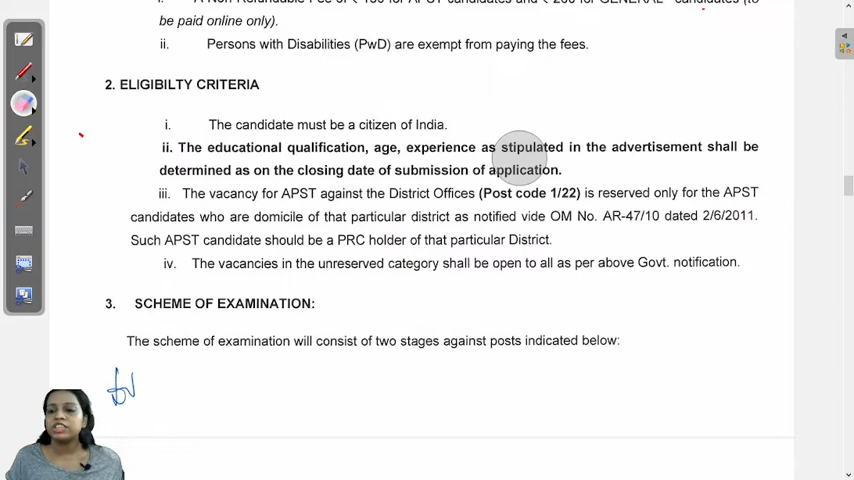 be paid online only).
ii. Persons with Disabilities (PwD) are exempt from paying the fees.
2. ELIGIBILTY CRITERIA
i. The candidate must be a citizen of India.
ii. The educational qualification, age, experience as stipulated in the advertisement shall be
determined as on the closing date of submission of application.
iii. The vacancy for APST against the District Offices (Post code 1/22) is reserved only for the APST
candidates who are domicile of that particular district as notified vide OM No. AR-47/10 dated 2/6/2011.
Such APST candidate should be a PRC holder of that particular District.
iv. The vacancies in the unreserved category shall be open to all as per above Govt. notification.
3. SCHEME OF EXAMINATION:
The scheme of examination will consist of two stages against posts indicated below: